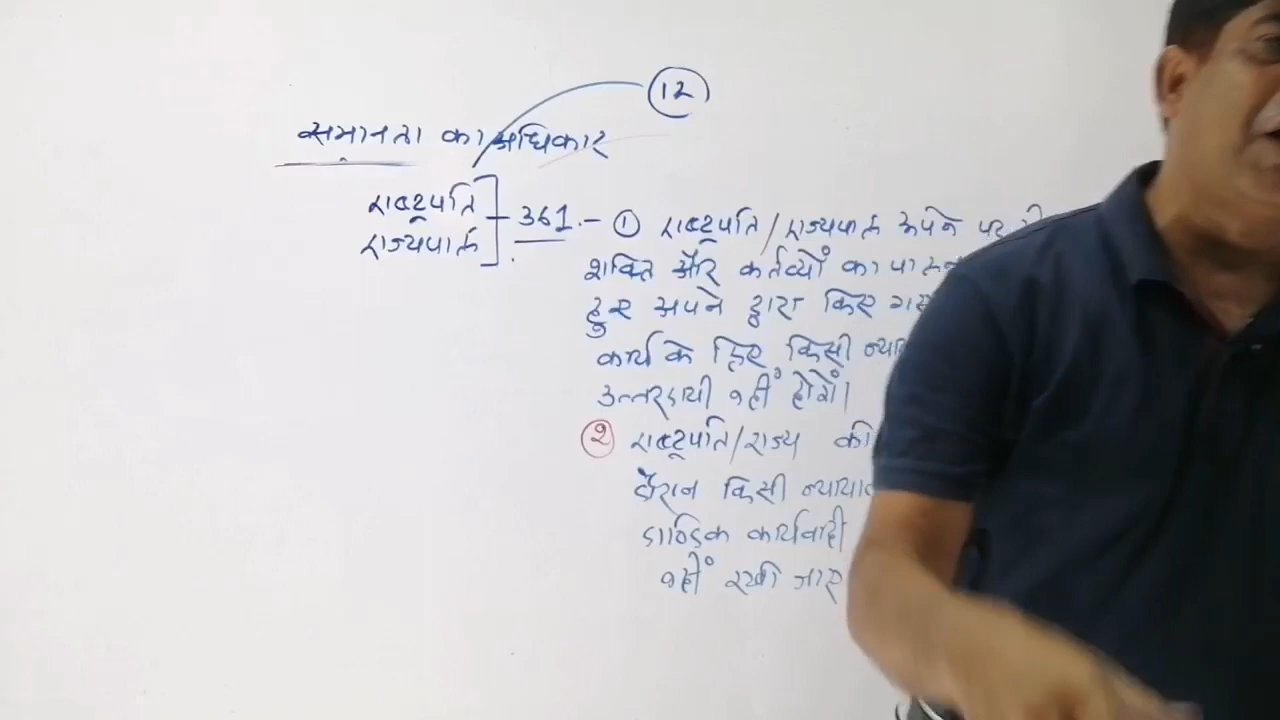 12
समानता का अधिकार
राष्ट्रपति
राज्यपाल
361. - ① राष्ट्रपति/राज्यपाल अपने पद
शक्ति और कर्तव्यों का पालन
हुए अपने द्वारा किए गए
कार्य के लिए किसी
उत्तरदायी नहीं होंगे।
② राष्ट्रपति/राज्य की
दौरान किसी
दाण्डिक कार्यवाही
नहीं रखी जाए